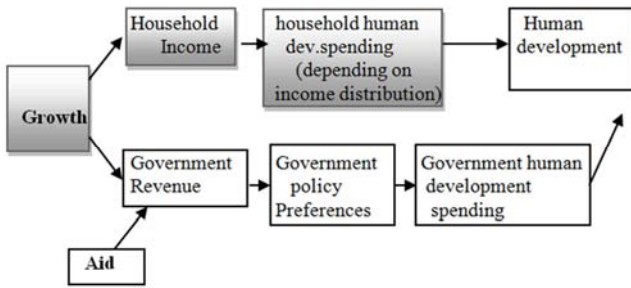 Household
Income
household human
dev.spending
(depending on
income distribution)
Human
development
Growth
Government
Revenue
Government
policy
Preferences
Government human
development
spending
Aid